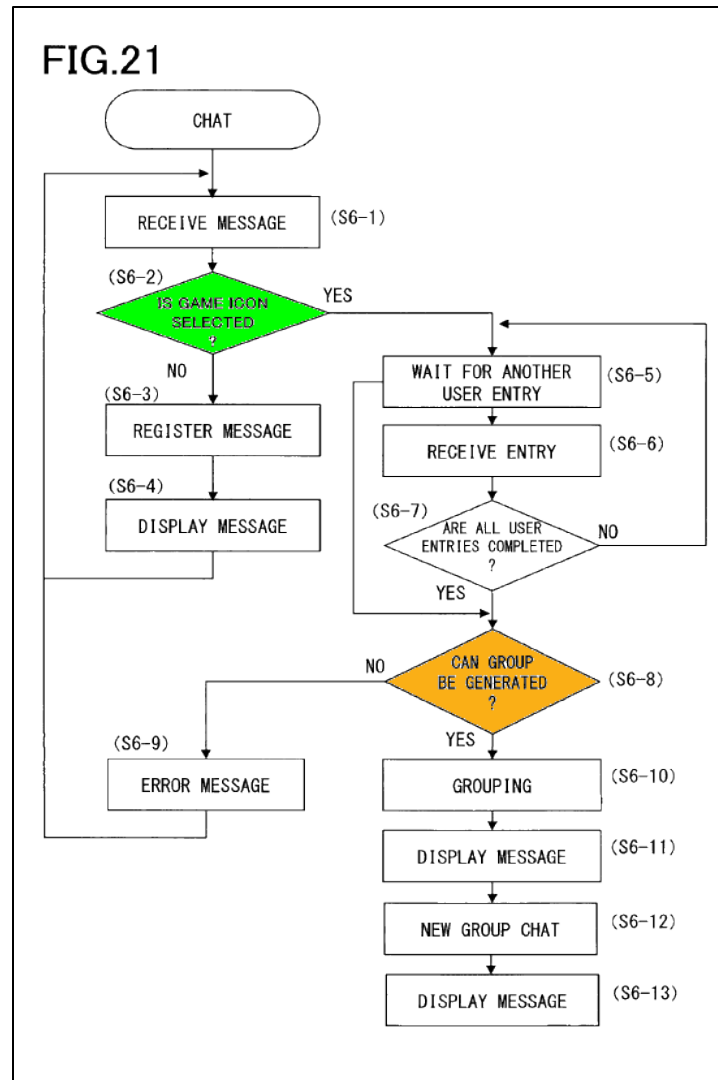 FIG.21
CHAT
RECEIVE MESSAGE
(S6-1)
(S6-2)
IS GAME ICON
SELECTED
?
YES
NO
(S6-3)
REGISTER MESSAGE
(S6-4)
DISPLAY MESSAGE
WAIT FOR ANOTHER
USER ENTRY
(S6-5)
RECEIVE ENTRY
(S6-6)
(S6-7)
ARE ALL USER
ENTRIES COMPLETED
?
NO
YES
CAN GROUP
BE GENERATED
?
(S6-8)
NO
YES
(S6-9)
ERROR MESSAGE
GROUPING
(S6-10)
DISPLAY MESSAGE
(S6-11)
NEW GROUP CHAT
(S6-12)
DISPLAY MESSAGE
(S6-13)